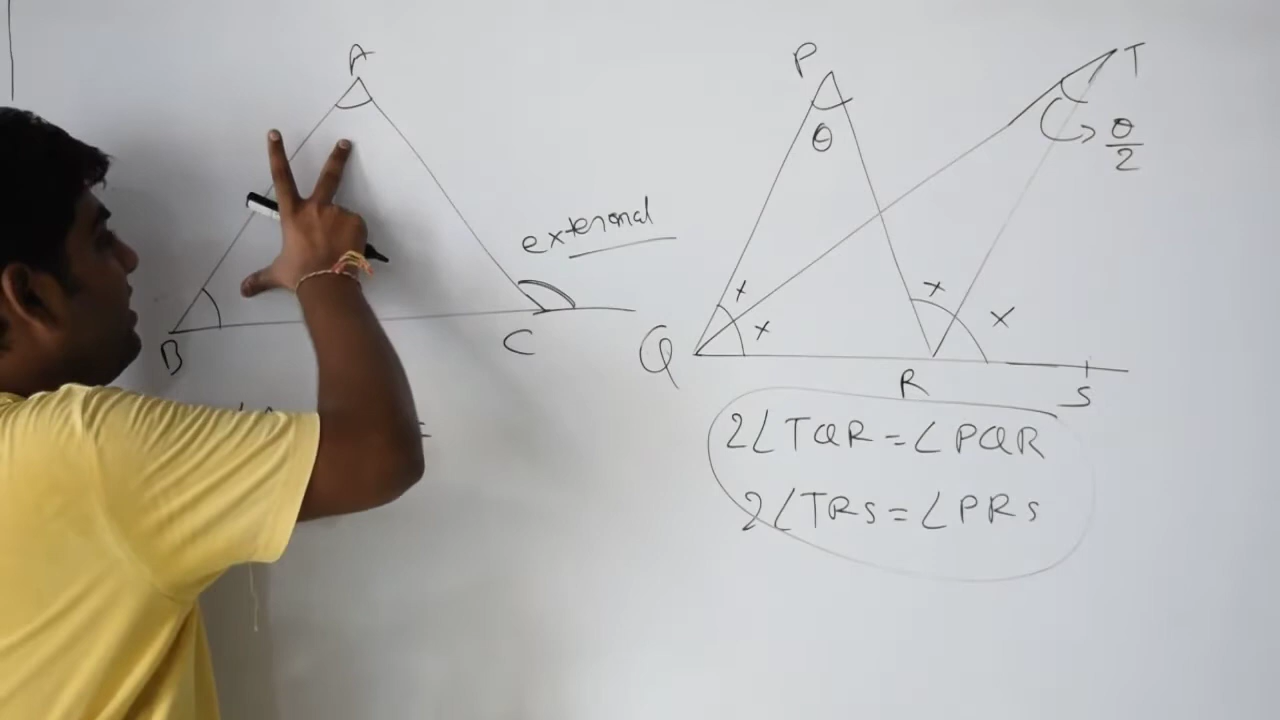 A
B
C
external
P
θ
T
θ/2
x
x
x
x
Q
R
S
2∠TQR=∠PQR
2∠TRS=∠PRS